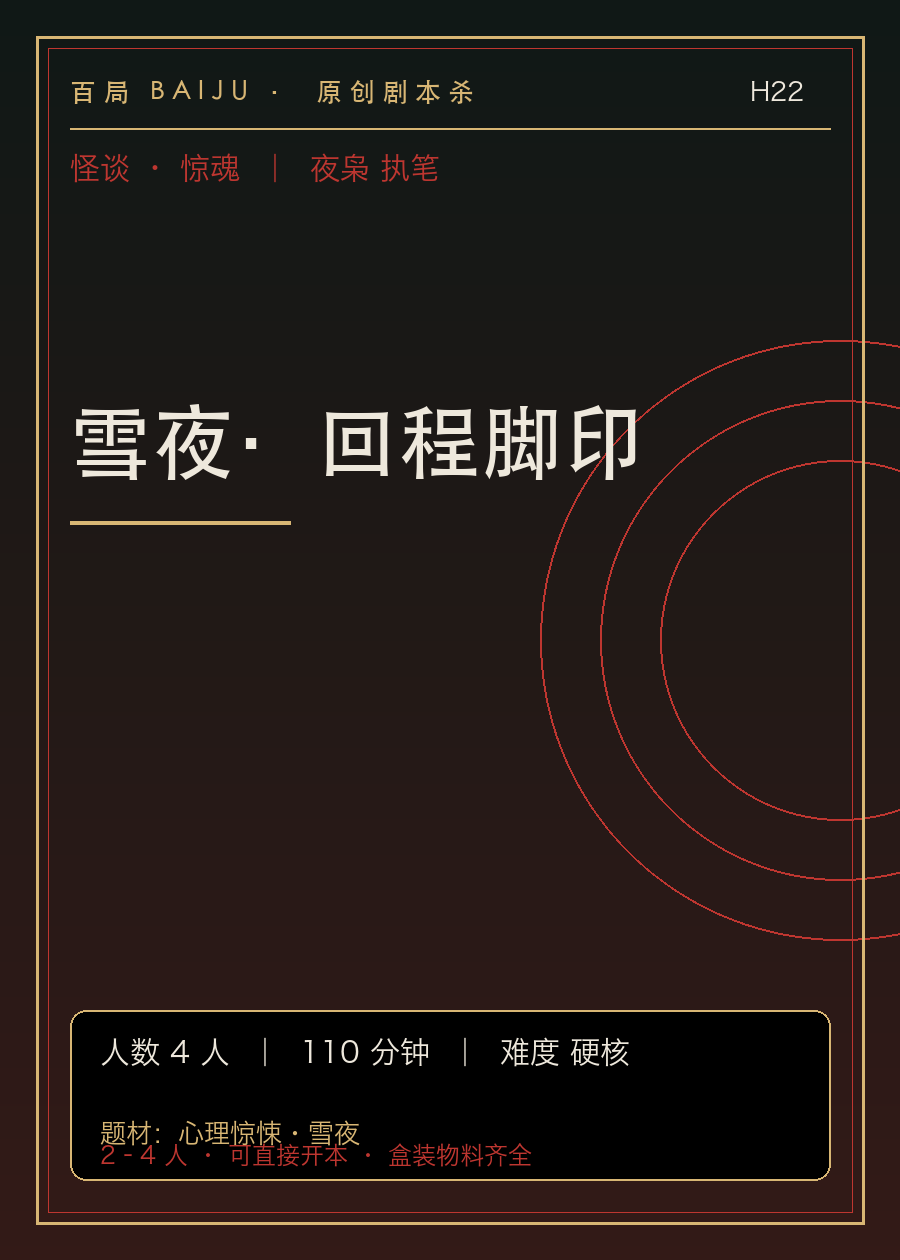 百局 BAIJU · 原创剧本杀
H22
怪谈 · 惊魂 ｜ 夜枭 执笔
雪夜· 回程脚印
人数 4 人 ｜ 110 分钟 ｜ 难度 硬核
题材: 心理惊悚 · 雪夜
2-4 人 · 可直接开本 · 盒装物料齐全